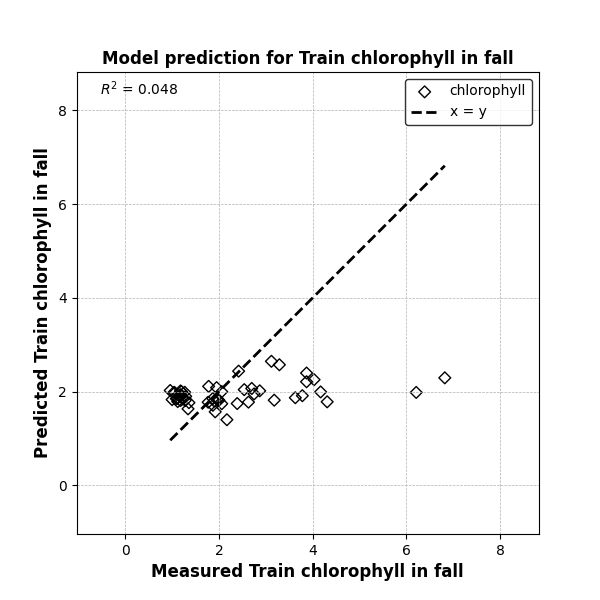 Model prediction for Train chlorophyll in fall
R² = 0.048
chlorophyll
x = y
8
6
4
2
0
Predicted Train chlorophyll in fall
0 2 4 6 8
Measured Train chlorophyll in fall